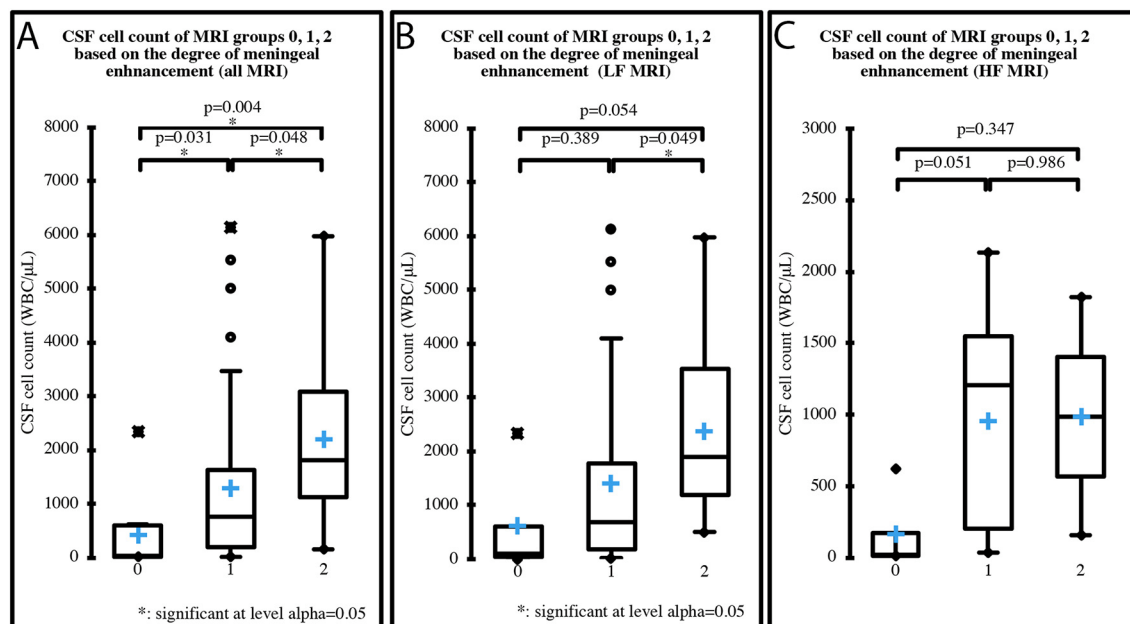 A
CSF cell count of MRI groups 0, 1, 2
based on the degree of meningeal
enhnancement (all MRI)
p=0.004
*
p=0.031
p=0.048
*
*
8000
7000
6000
5000
4000
3000
2000
1000
0
CSF cell count (WBC/μL)
0
1
2
*: significant at level alpha=0.05
B
CSF cell count of MRI groups 0, 1, 2
based on the degree of meningeal
enhnancement (LF MRI)
p=0.054
p=0.389
p=0.049
*
8000
7000
6000
5000
4000
3000
2000
1000
0
CSF cell count (WBC/μL)
0
1
2
*: significant at level alpha=0.05
C
CSF cell count of MRI groups 0, 1, 2
based on the degree of meningeal
enhnancement (HF MRI)
p=0.347
p=0.051
p=0.986
3000
2500
2000
1500
1000
500
0
CSF cell count (WBC/μL)
0
1
2